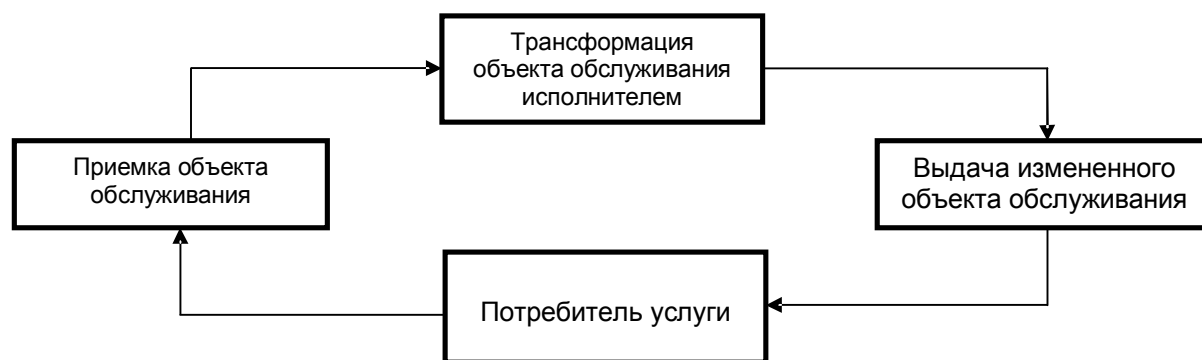 Трансформация
объекта обслуживания
исполнителем
Приемка объекта
обслуживания
Выдача измененного
объекта обслуживания
Потребитель услуги